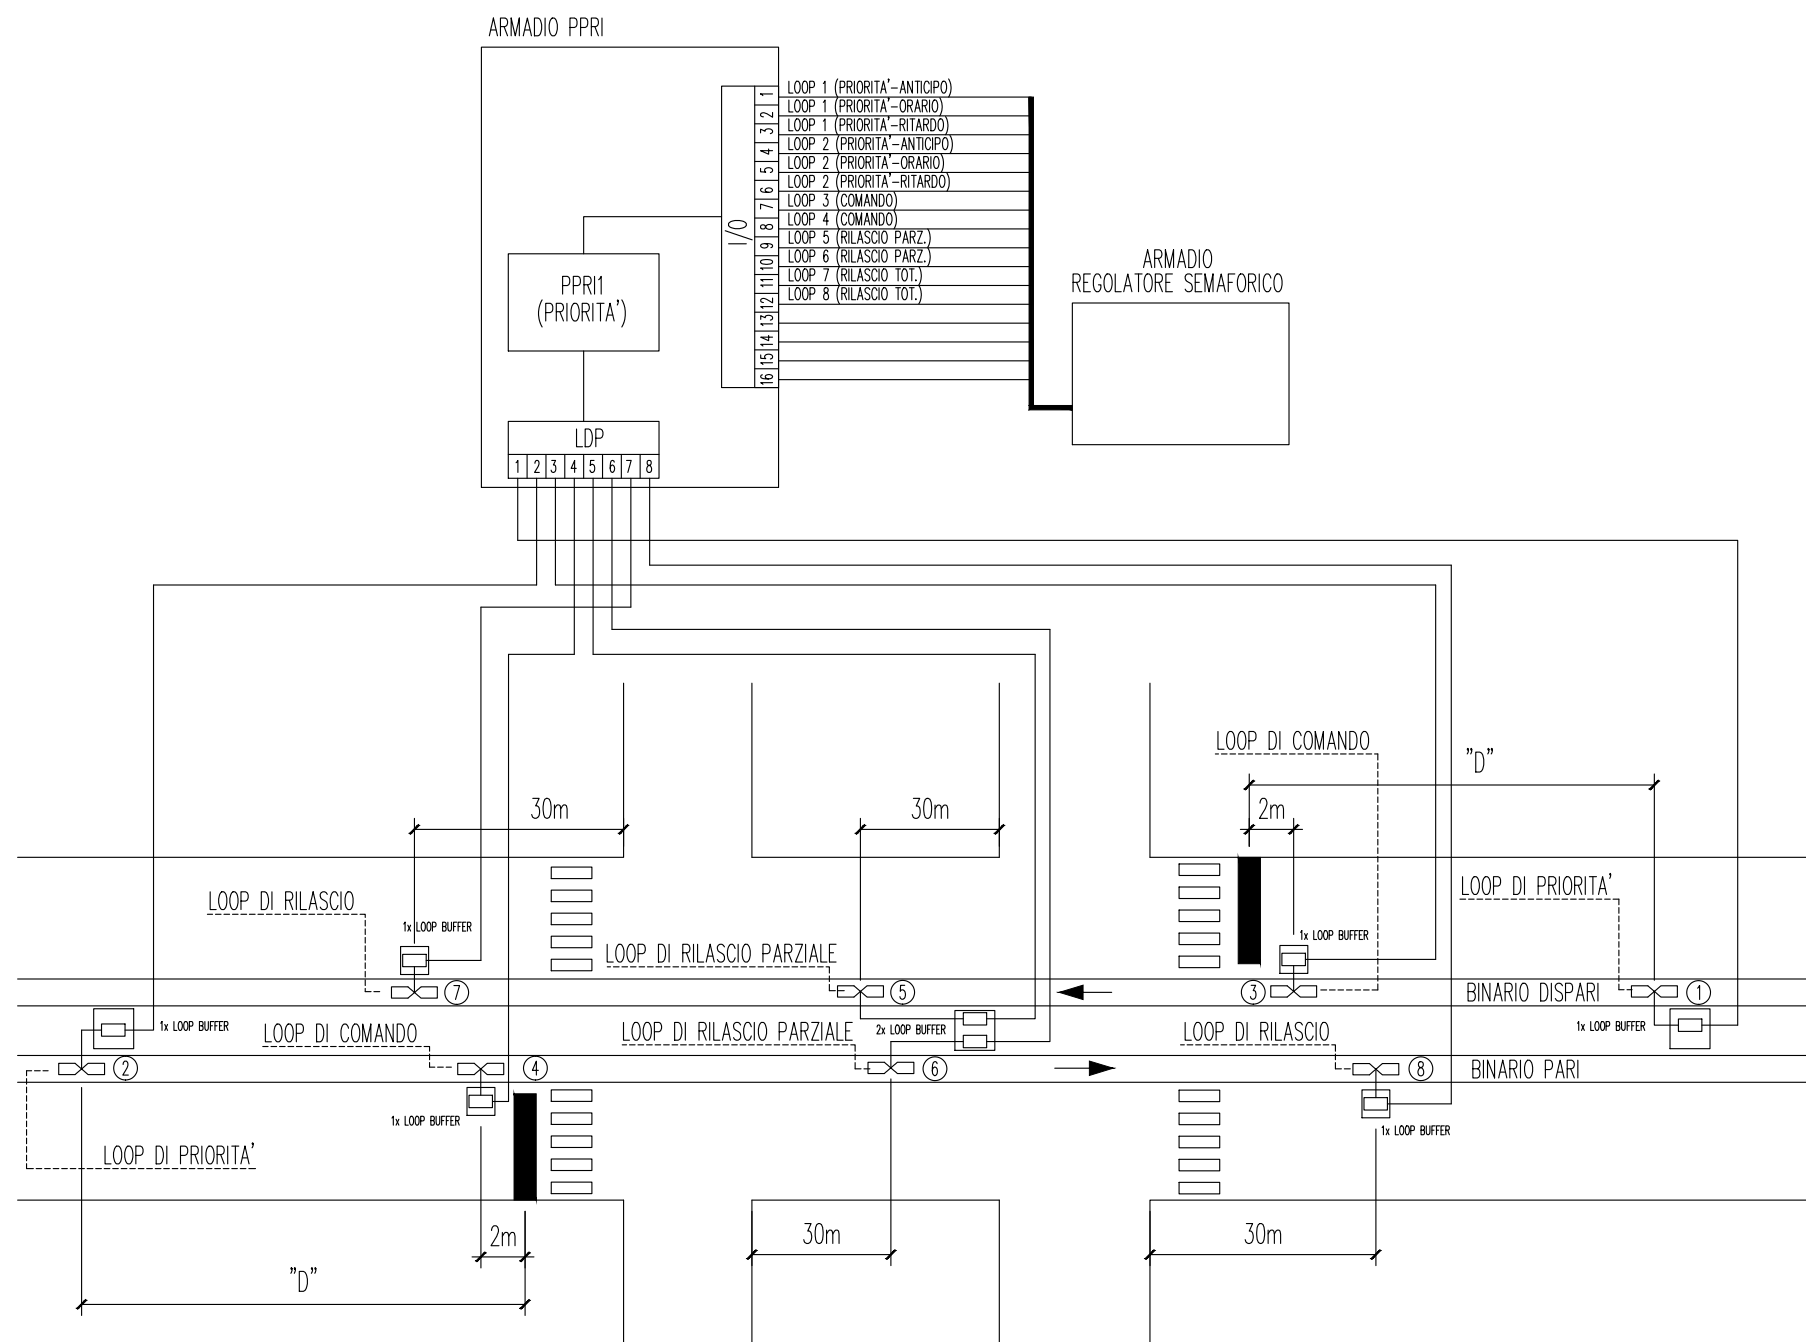 ARMADIO PPRI
LOOP 1 (PRIORITA'-ANTICIPO)
LOOP 1 (PRIORITA'-ORARIO)
LOOP 1 (PRIORITA'-RITARDO)
LOOP 2 (PRIORITA'-ANTICIPO)
LOOP 2 (PRIORITA'-ORARIO)
LOOP 2 (PRIORITA'-RITARDO)
LOOP 3 (COMANDO)
LOOP 4 (COMANDO)
LOOP 5 (RILASCIO PARZ.)
LOOP 6 (RILASCIO PARZ.)
LOOP 7 (RILASCIO TOT.)
LOOP 8 (RILASCIO TOT.)
1
2
3
4
5
6
7
8
9
10
11
12
13
14
15
16
I/O
PPRI1
(PRIORITA')
ARMADIO
REGOLATORE SEMAFORICO
LDP
1 2 3 4 5 6 7 8
LOOP DI COMANDO
"D"
30m
30m
2m
LOOP DI RILASCIO
LOOP DI PRIORITA'
1x LOOP BUFFER
1x LOOP BUFFER
LOOP DI RILASCIO PARZIALE
7
5
3
BINARIO DISPARI
1
1x LOOP BUFFER
LOOP DI COMANDO
LOOP DI RILASCIO PARZIALE
2x LOOP BUFFER
LOOP DI RILASCIO
1x LOOP BUFFER
2
4
6
8
BINARIO PARI
1x LOOP BUFFER
1x LOOP BUFFER
LOOP DI PRIORITA'
2m
30m
30m
"D"